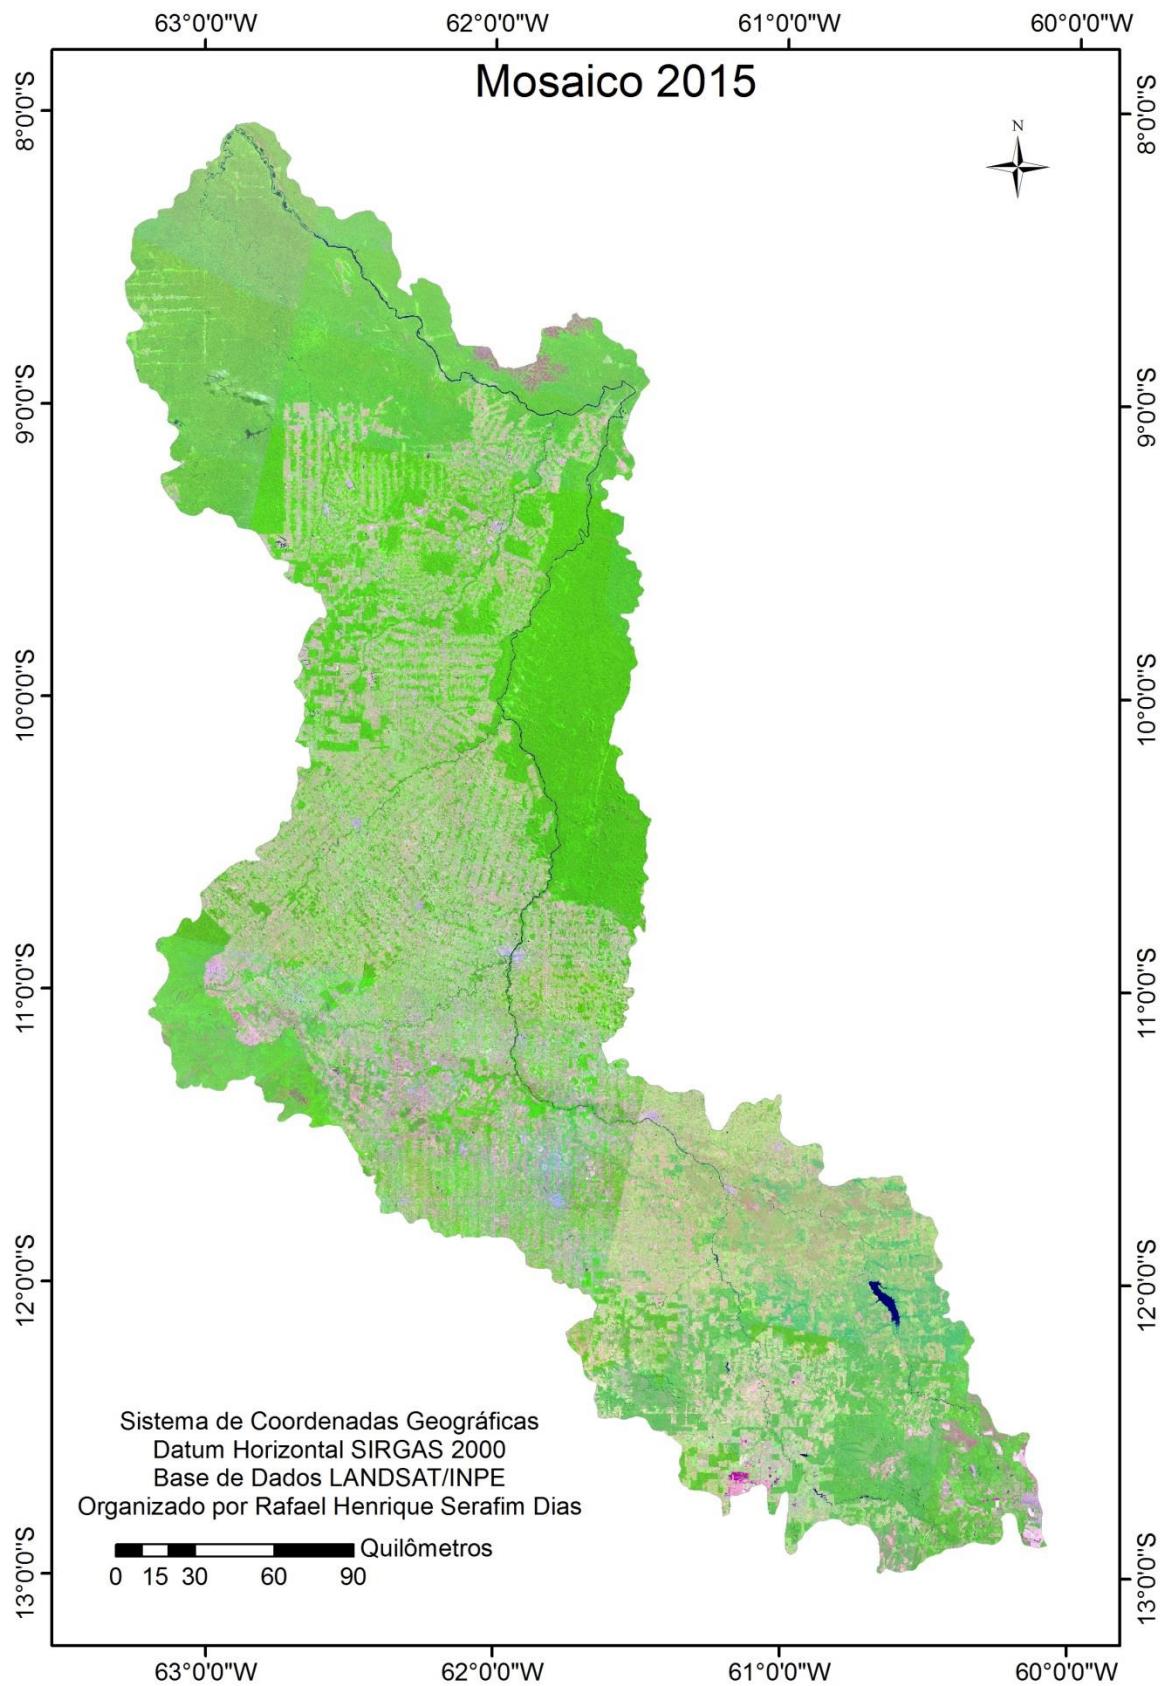 63°0'0"W 62°0'0"W 61°0'0"W 60°0'0"W
Mosaico 2015
N
8°0'0"S 8°0'0"S
9°0'0"S 9°0'0"S
10°0'0"S 10°0'0"S
11°0'0"S 11°0'0"S
12°0'0"S 12°0'0"S
13°0'0"S 13°0'0"S
Sistema de Coordenadas Geográficas
Datum Horizontal SIRGAS 2000
Base de Dados LANDSAT/INPE
Organizado por Rafael Henrique Serafim Dias
Quilômetros
0 15 30 60 90
63°0'0"W 62°0'0"W 61°0'0"W 60°0'0"W